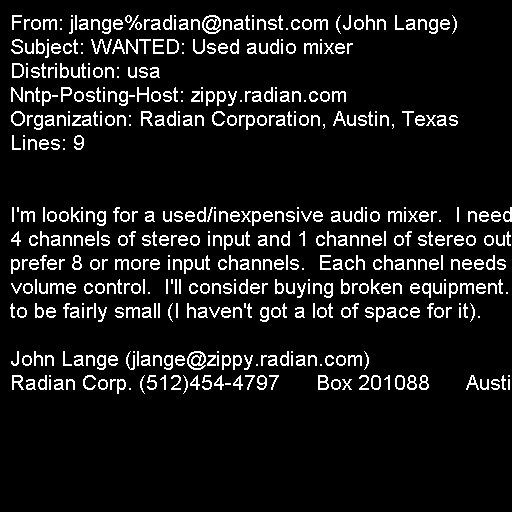 From: jlange%radian@natinst.com (John Lange)
Subject: WANTED: Used audio mixer
Distribution: usa
Nntp-Posting-Host: zippy.radian.com
Organization: Radian Corporation, Austin, Texas
Lines: 9
I'm looking for a used/inexpensive audio mixer.  I need
4 channels of stereo input and 1 channel of stereo out
prefer 8 or more input channels.  Each channel needs
volume control.  I'll consider buying broken equipment.
to be fairly small (I haven't got a lot of space for it).
John Lange (jlange@zippy.radian.com)
Radian Corp. (512)454-4797      Box 201088      Austi